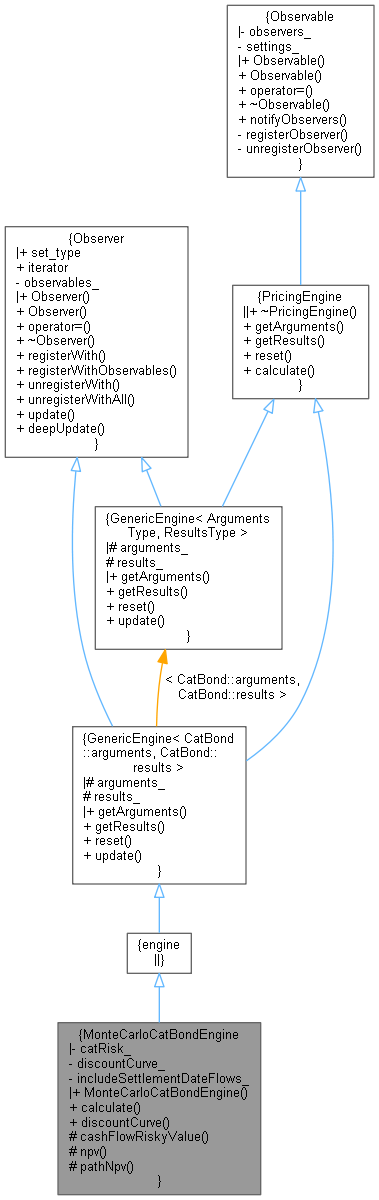 {Observable
|- observers_
- settings_
|+ Observable()
+ Observable()
+ operator=()
+ ~Observable()
+ notifyObservers()
- registerObserver()
- unregisterObserver()
}
{Observer
|+ set_type
+ iterator
- observables_
|+ Observer()
+ Observer()
+ operator=()
+ ~Observer()
+ registerWith()
+ registerWithObservables()
+ unregisterWith()
+ unregisterWithAll()
+ update()
+ deepUpdate()
}
{PricingEngine
||+ ~PricingEngine()
+ getArguments()
+ getResults()
+ reset()
+ calculate()
}
{GenericEngine< Arguments
Type, ResultsType >
|# arguments_
# results_
|+ getArguments()
+ getResults()
+ reset()
+ update()
}
< CatBond::arguments,
CatBond::results >
{GenericEngine< CatBond
::arguments, CatBond::
results >
|# arguments_
# results_
|+ getArguments()
+ getResults()
+ reset()
+ update()
}
{engine
||}
{MonteCarloCatBondEngine
|- catRisk_
- discountCurve_
- includeSettlementDateFlows_
|+ MonteCarloCatBondEngine()
+ calculate()
+ discountCurve()
# cashFlowRiskyValue()
# npv()
# pathNpv()
}